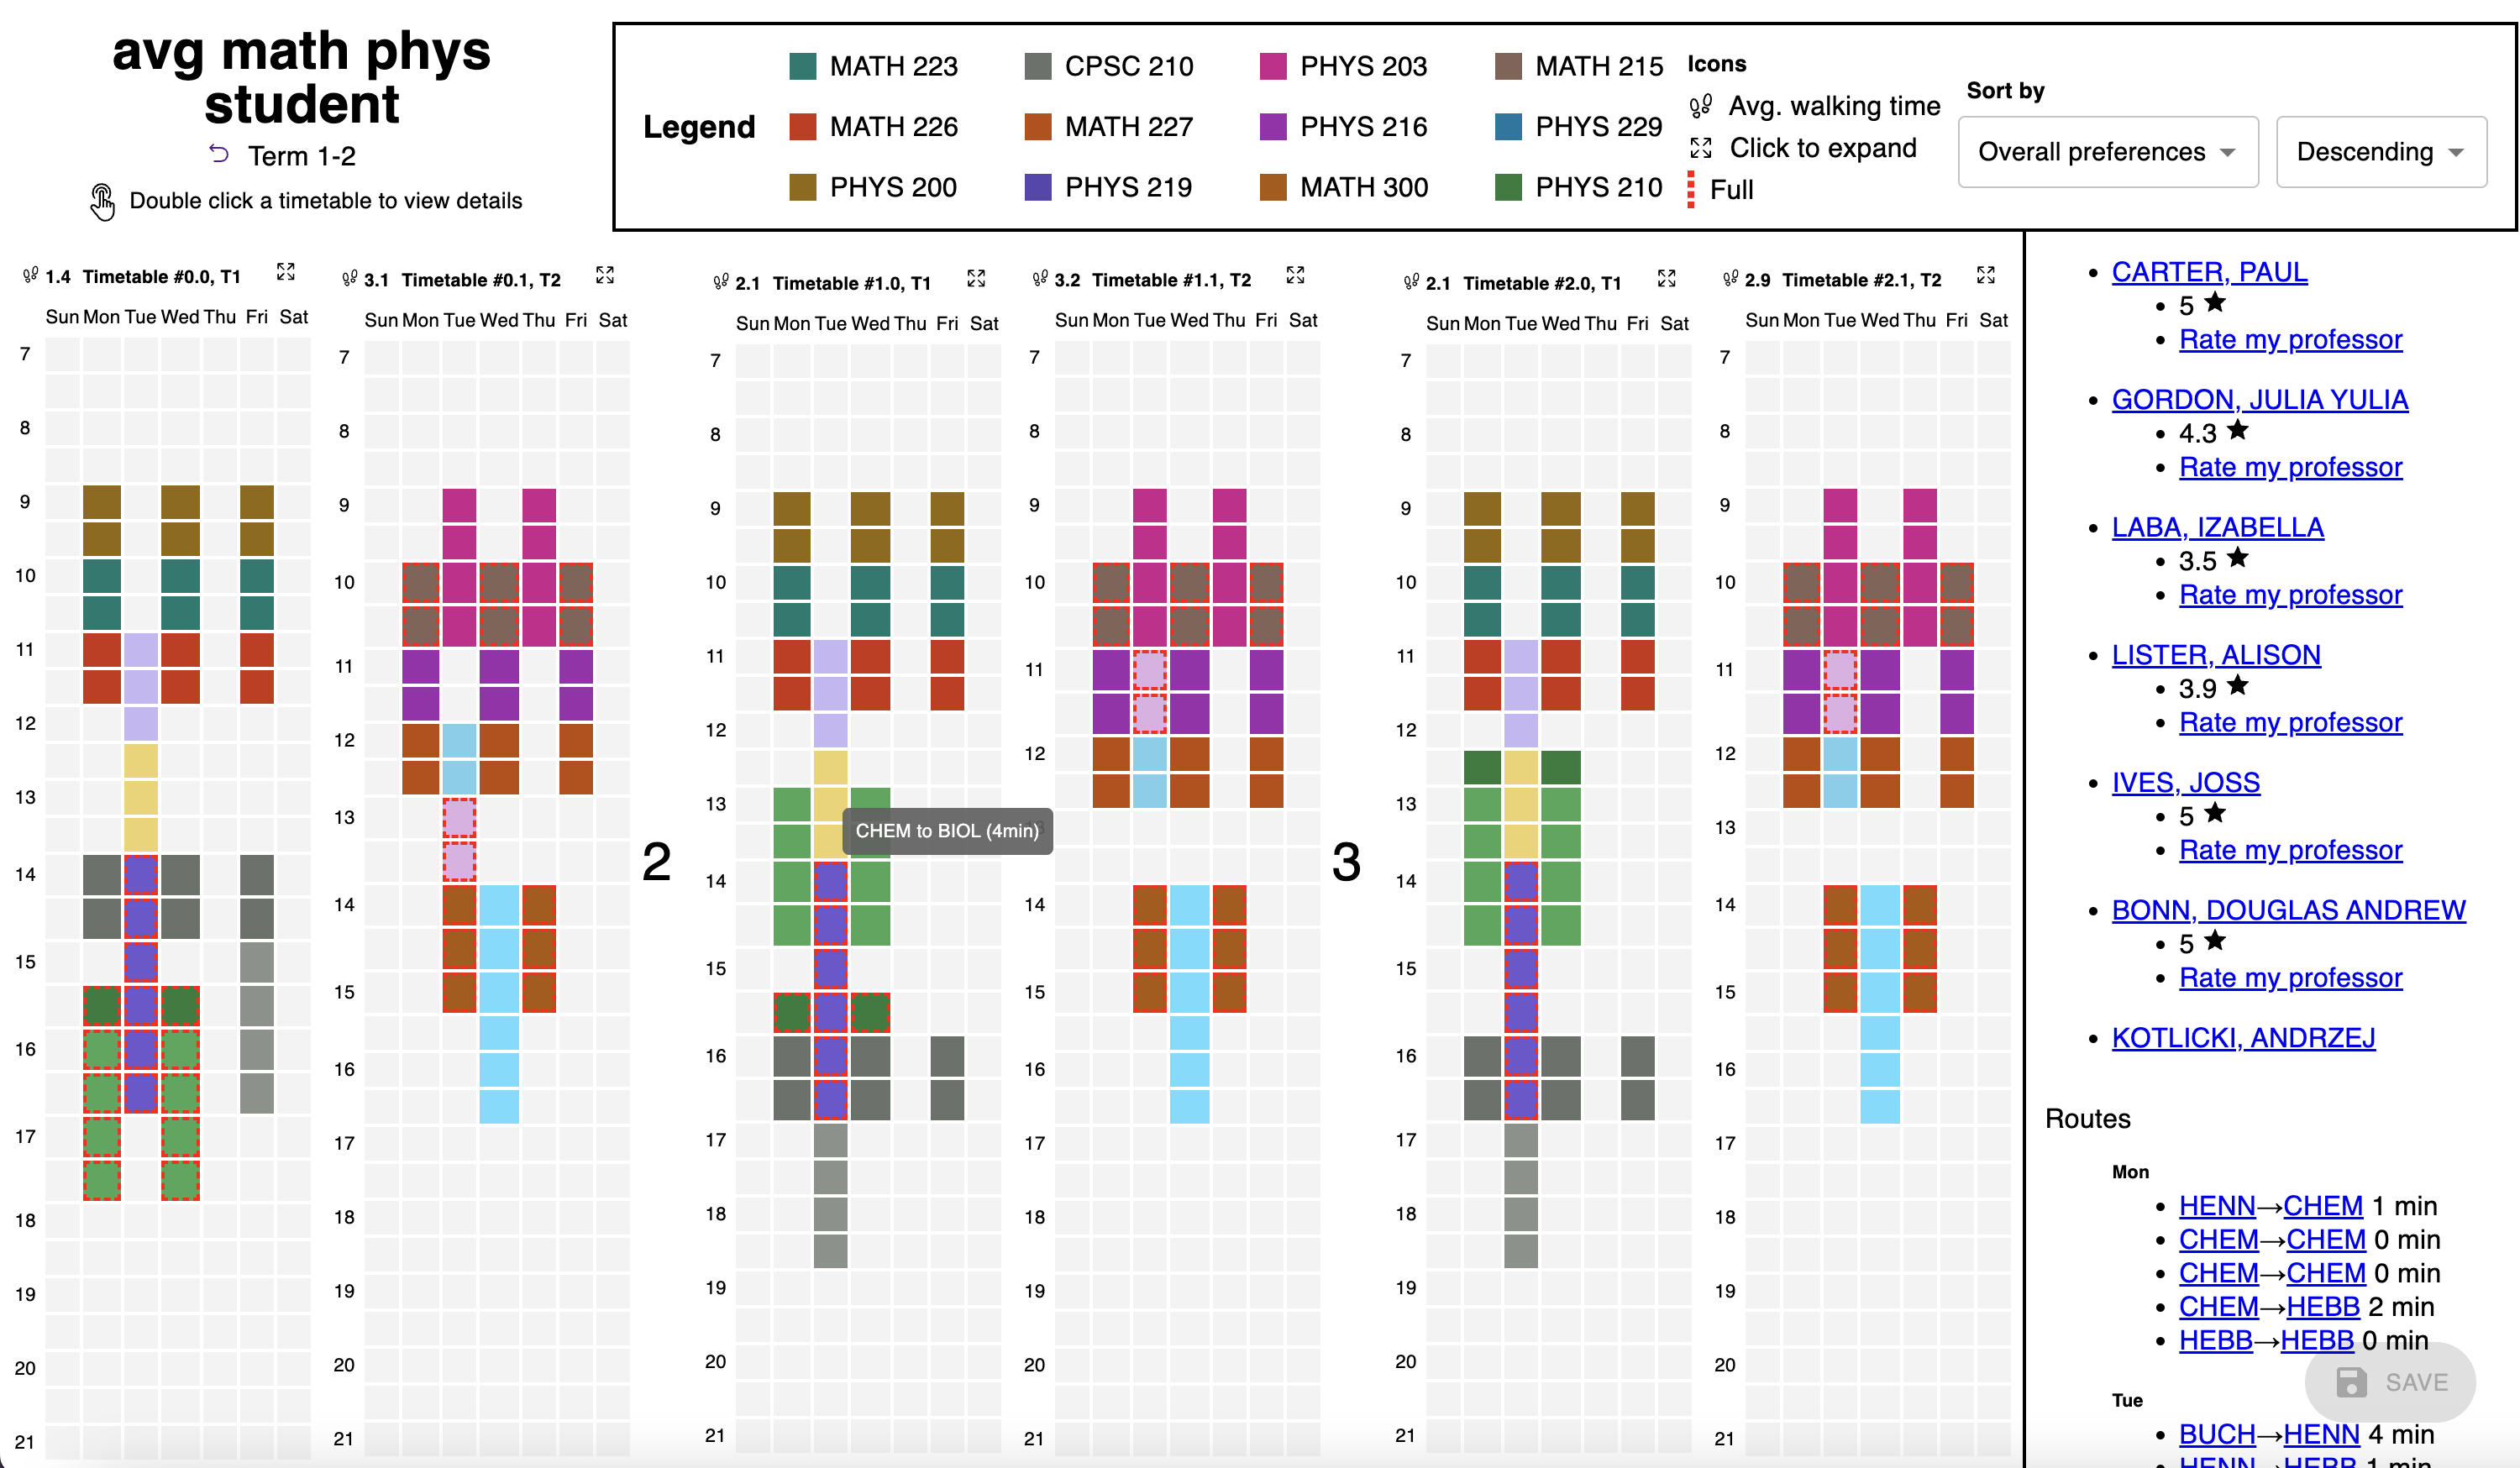 avg math phys
student
Term 1-2
Double click a timetable to view details
Legend
MATH 223
CPSC 210
PHYS 203
MATH 215
MATH 226
MATH 227
PHYS 216
PHYS 229
PHYS 200
PHYS 219
MATH 300
PHYS 210
Icons
Avg. walking time
Click to expand
Full
Sort by
Overall preferences
Descending
1.4 Timetable #0.0, T1
Sun Mon Tue Wed Thu Fri Sat
7
8
9
10
11
12
13
14
15
16
17
18
19
20
21
3.1 Timetable #0.1, T2
Sun Mon Tue Wed Thu Fri Sat
7
8
9
10
11
12
13
14
15
16
17
18
19
20
21
2
2.1 Timetable #1.0, T1
Sun Mon Tue Wed Thu Fri Sat
7
8
9
10
11
12
13
14
15
16
17
18
19
20
21
CHEM to BIOL (4min)
3.2 Timetable #1.1, T2
Sun Mon Tue Wed Thu Fri Sat
7
8
9
10
11
12
13
14
15
16
17
18
19
20
21
3
2.1 Timetable #2.0, T1
Sun Mon Tue Wed Thu Fri Sat
7
8
9
10
11
12
13
14
15
16
17
18
19
20
21
2.9 Timetable #2.1, T2
Sun Mon Tue Wed Thu Fri Sat
7
8
9
10
11
12
13
14
15
16
17
18
19
20
21
CARTER, PAUL
5
Rate my professor
GORDON, JULIA YULIA
4.3
Rate my professor
LABA, IZABELLA
3.5
Rate my professor
LISTER, ALISON
3.9
Rate my professor
IVES, JOSS
5
Rate my professor
BONN, DOUGLAS ANDREW
5
Rate my professor
KOTLICKI, ANDRZEJ
Routes
Mon
HENN→CHEM 1 min
CHEM→CHEM 0 min
CHEM→CHEM 0 min
CHEM→HEBB 2 min
HEBB→HEBB 0 min
SAVE
Tue
BUCH→HENN 4 min
HENN→HEBB 1 min